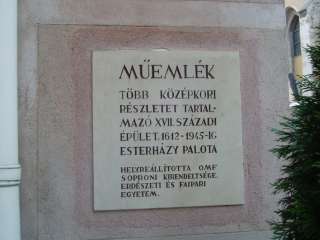 MŰEMLÉK
TÖBB KÖZÉPKORI
RÉSZLETET TARTAL-
MAZÓ XVII. SZÁZADI
ÉPÜLET. 1612-1945-IG
ESTERHÁZY PALOTA
HELYREÁLLÍTOTTA OMF
SOPRONI KIRENDELTSÉGE
ERDÉSZETI ÉS FAIPARI
EGYETEM.